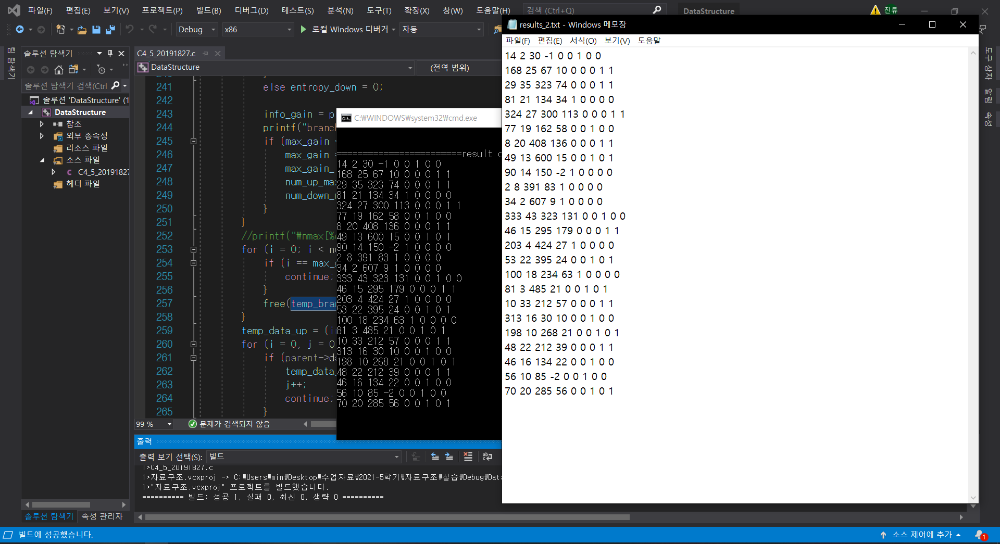 파일(F) 편집(E) 보기(V) 프로젝트(P) 빌드(B) 디버그(D) 테스트(S) 분석(N) 도구(T) 확장(X) 창(W) 도움말(H) 검색 (Ctrl+Q) DataStructure 진류
Debug x86 로컬 Windows 디버거 자동
팀 탐색기
솔루션 탐색기
솔루션 탐색기 검색(Ctrl
솔루션 'DataStructure' (1
DataStructure
참조
외부 종속성
리소스 파일
소스 파일
C4_5_2019182
헤더 파일
솔루션 탐색기 속성 관리자
C4_5_20191827.c
DataStructure (전역 범위)
241 else entropy_down = 0;
242
243 info_gain = p
244 printf("branc
245 if (max_gain
246 max_gain =
247 max_gain_
248 num_up_ma
249 num_down_
250 }
251 }
252 //printf("₩nmax[%
253 for (i = 0; i < n
254 if (i == max_
255 continue;
256 }
257 free(temp_bra
258 }
259 temp_data_up = (i
260 for (i = 0, j = 0
261 if (parent->d
262 temp_data_
263 j++;
264 continue;
265 }
99 % 문제가 검색되지 않음
출력
출력 보기 선택(S): 빌드
1>C4_5_20191827.c
1>자료구조.vcxproj -> C:₩Users₩min₩Desktop₩수업자료₩2021-5학기₩자료구조₩실습₩Debug₩Dat
1>"자료구조.vcxproj" 프로젝트를 빌드했습니다.
========== 빌드: 성공 1, 실패 0, 최신 0, 생략 0 ==========
C:₩WINDOWS₩system32₩cmd.exe
========================result
14 2 30 -1 0 0 1 0 0
168 25 67 10 0 0 0 1 1
29 35 323 74 0 0 0 1 1
81 21 134 34 1 0 0 0 0
324 27 300 113 0 0 0 1 1
77 19 162 58 0 0 1 0 0
8 20 408 136 0 0 0 1 1
49 13 600 15 0 0 1 0 1
90 14 150 -2 1 0 0 0 0
2 8 391 83 1 0 0 0 0
34 2 607 9 1 0 0 0 0
333 43 323 131 0 0 1 0 0
46 15 295 179 0 0 0 1 1
203 4 424 27 1 0 0 0 0
53 22 395 24 0 0 1 0 1
100 18 234 63 1 0 0 0 0
81 3 485 21 0 0 1 0 1
10 33 212 57 0 0 0 1 1
313 16 30 10 0 0 1 0 0
198 10 268 21 0 0 1 0 1
48 22 212 39 0 0 0 1 1
46 16 134 22 0 0 1 0 0
56 10 85 -2 0 0 1 0 0
70 20 285 56 0 0 1 0 1
results_2.txt - Windows 메모장
파일(F) 편집(E) 서식(O) 보기(V) 도움말
14 2 30 -1 0 0 1 0 0
168 25 67 10 0 0 0 1 1
29 35 323 74 0 0 0 1 1
81 21 134 34 1 0 0 0 0
324 27 300 113 0 0 0 1 1
77 19 162 58 0 0 1 0 0
8 20 408 136 0 0 0 1 1
49 13 600 15 0 0 1 0 1
90 14 150 -2 1 0 0 0 0
2 8 391 83 1 0 0 0 0
34 2 607 9 1 0 0 0 0
333 43 323 131 0 0 1 0 0
46 15 295 179 0 0 0 1 1
203 4 424 27 1 0 0 0 0
53 22 395 24 0 0 1 0 1
100 18 234 63 1 0 0 0 0
81 3 485 21 0 0 1 0 1
10 33 212 57 0 0 0 1 1
313 16 30 10 0 0 1 0 0
198 10 268 21 0 0 1 0 1
48 22 212 39 0 0 0 1 1
46 16 134 22 0 0 1 0 0
56 10 85 -2 0 0 1 0 0
70 20 285 56 0 0 1 0 1
도구 상자
알림
속성
빌드에 성공했습니다. 소스 제어에 추가 1